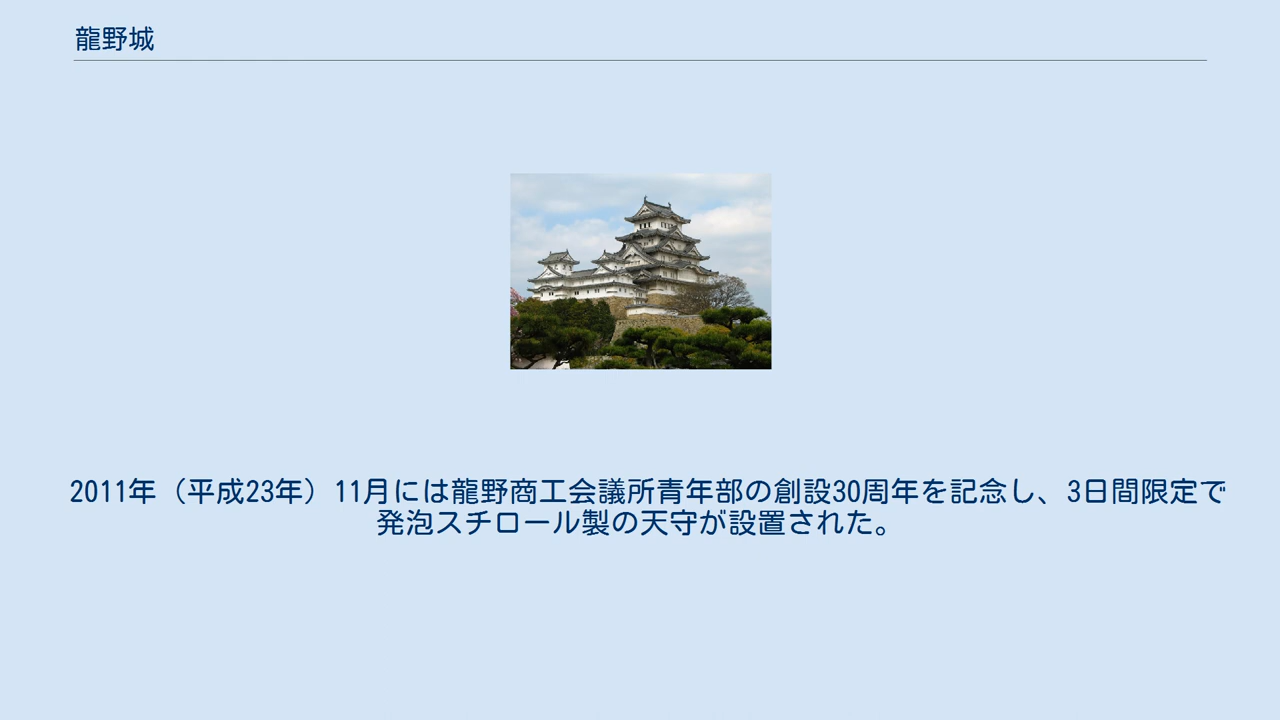 龍野城
2011年（平成23年）11月には龍野商工会議所青年部の創設30周年を記念し、3日間限定で
発泡スチロール製の天守が設置された。